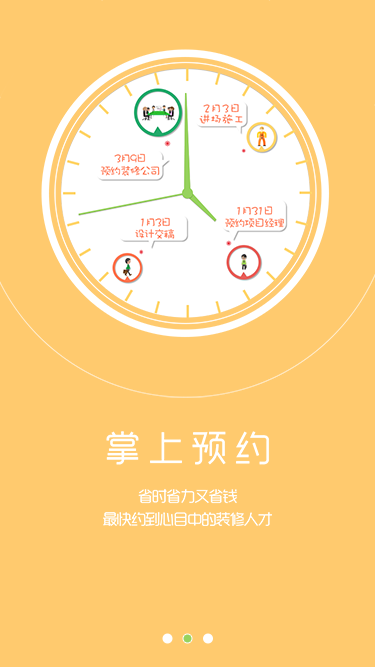 2月3日
进场施工
3月9日
预约装修公司
1月31日
预约项目经理
1月3日
设计交稿
掌上预约
省时省力又省钱
最快约到心目中的装修人才